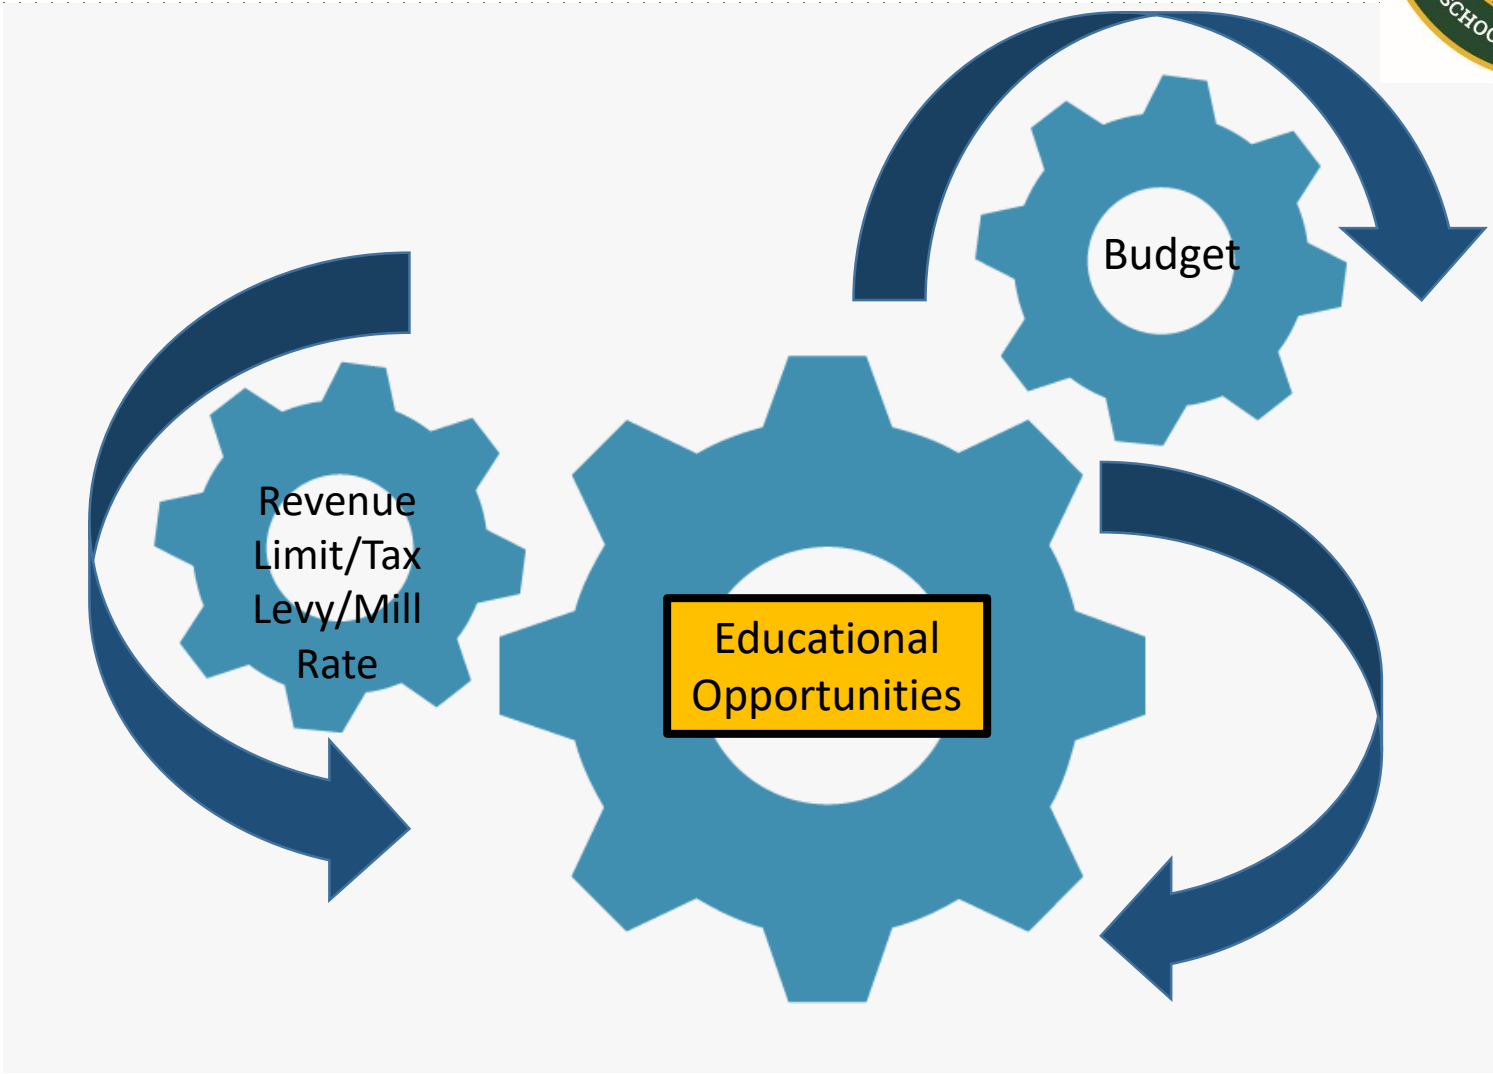 Budget
Revenue
Limit/Tax
Levy/Mill
Rate
Educational
Opportunities